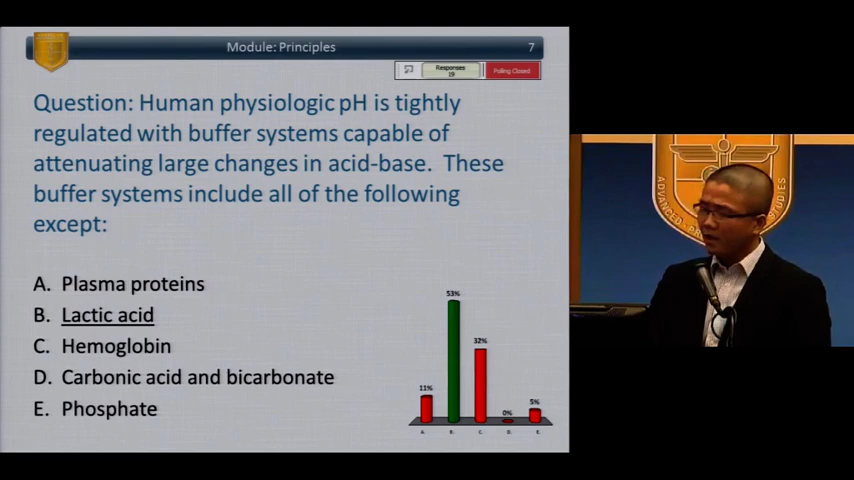 Module: Principles
7
Responses
19
Polling Closed
Question: Human physiologic pH is tightly
regulated with buffer systems capable of
attenuating large changes in acid-base. These
buffer systems include all of the following
except:
A. Plasma proteins
B. Lactic acid
C. Hemoglobin
D. Carbonic acid and bicarbonate
E. Phosphate
11%
53%
32%
0%
5%
A.
B.
C.
D.
E.
ADVANCED
STUDIES